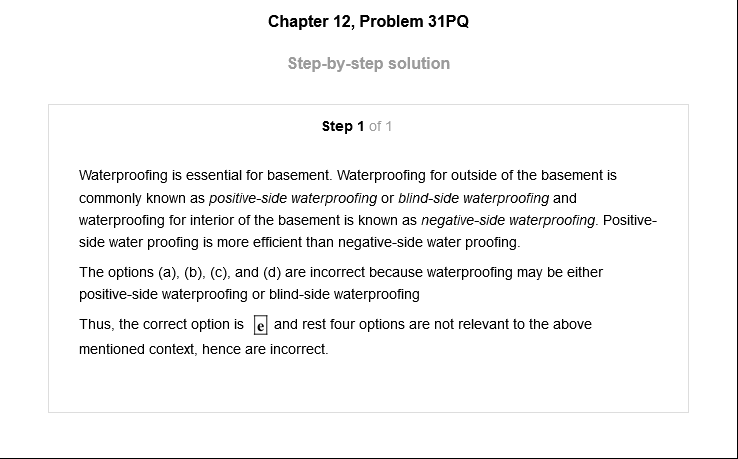 Chapter 12, Problem 31PQ
Step-by-step solution
Step 1 of 1
Waterproofing is essential for basement. Waterproofing for outside of the basement is
commonly known as positive-side waterproofing or blind-side waterproofing and
waterproofing for interior of the basement is known as negative-side waterproofing. Positive-
side water proofing is more efficient than negative-side water proofing.
The options (a), (b), (c), and (d) are incorrect because waterproofing may be either
positive-side waterproofing or blind-side waterproofing
Thus, the correct option is e and rest four options are not relevant to the above
mentioned context, hence are incorrect.